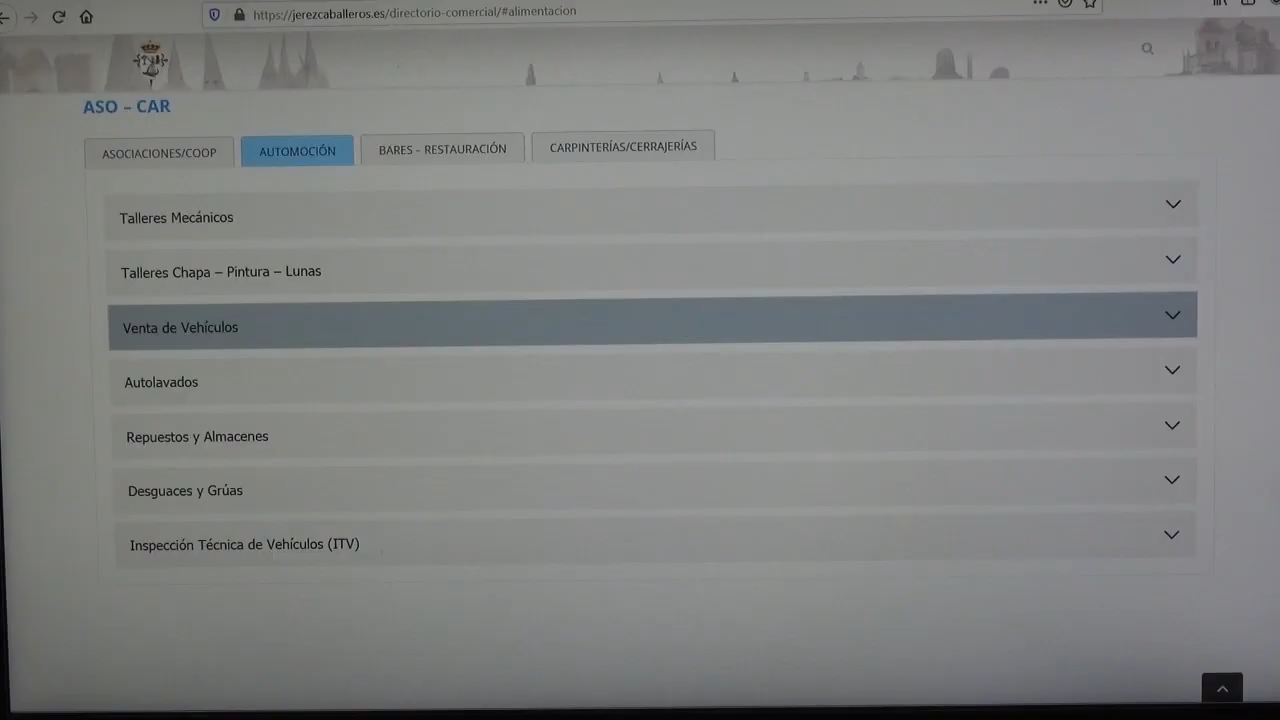 https://jerezcaballeros.es/directorio-comercial/#alimentacion
ASO – CAR
ASOCIACIONES/COOP
AUTOMOCIÓN
BARES - RESTAURACIÓN
CARPINTERÍAS/CERRAJERÍAS
Talleres Mecánicos
Talleres Chapa – Pintura – Lunas
Venta de Vehículos
Autolavados
Repuestos y Almacenes
Desguaces y Grúas
Inspección Técnica de Vehículos (ITV)